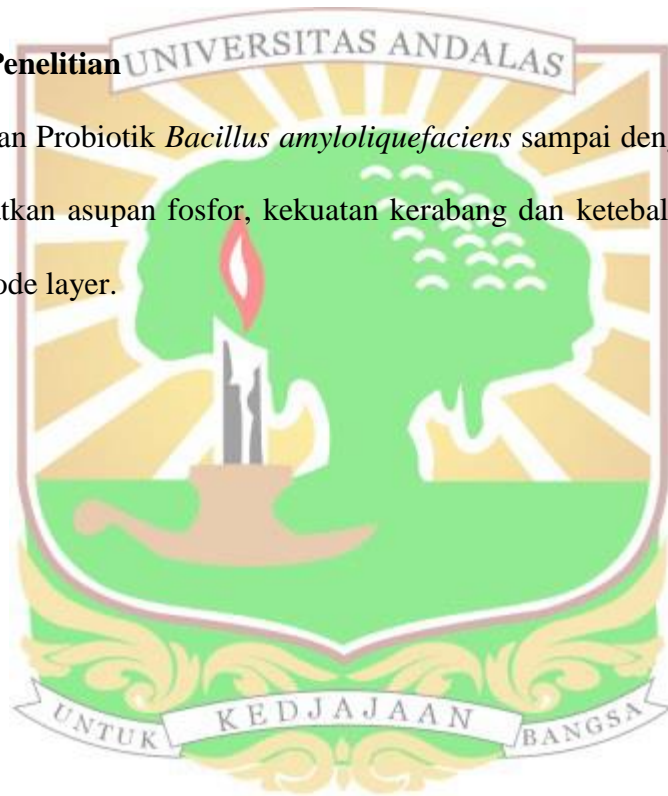 UNIVERSITAS ANDALAS
Penelitian
an Probiotik Bacillus amyloliquefaciens sampai den
atkan asupan fosfor, kekuatan kerabang dan ketebal
ode layer.
UNTUK KEDJAJAAN BANGSA